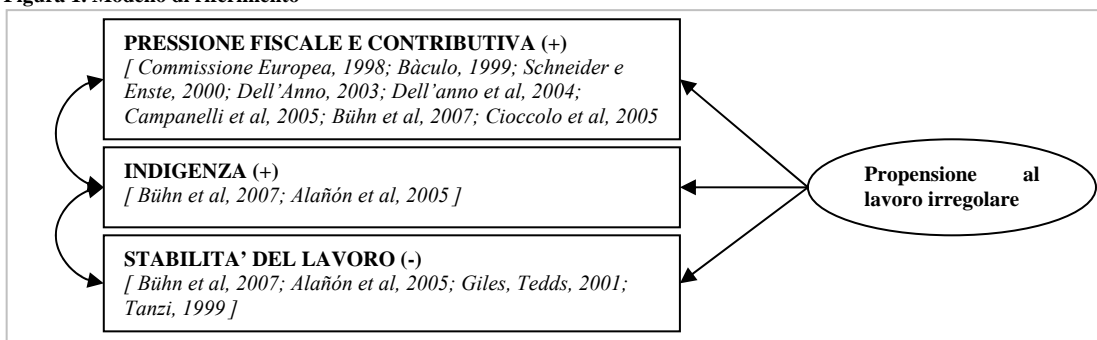 Figura 1. Modello di riferimento
PRESSIONE FISCALE E CONTRIBUTIVA (+)
[ Commissione Europea, 1998; Bàculo, 1999; Schneider e
Enste, 2000; Dell’Anno, 2003; Dell’anno et al, 2004;
Campanelli et al, 2005; Bühn et al, 2007; Cioccolo et al, 2005
INDIGENZA (+)
[ Bühn et al, 2007; Alañón et al, 2005 ]
STABILITA’ DEL LAVORO (-)
[ Bühn et al, 2007; Alañón et al, 2005; Giles, Tedds, 2001;
Tanzi, 1999 ]
Propensione al
lavoro irregolare